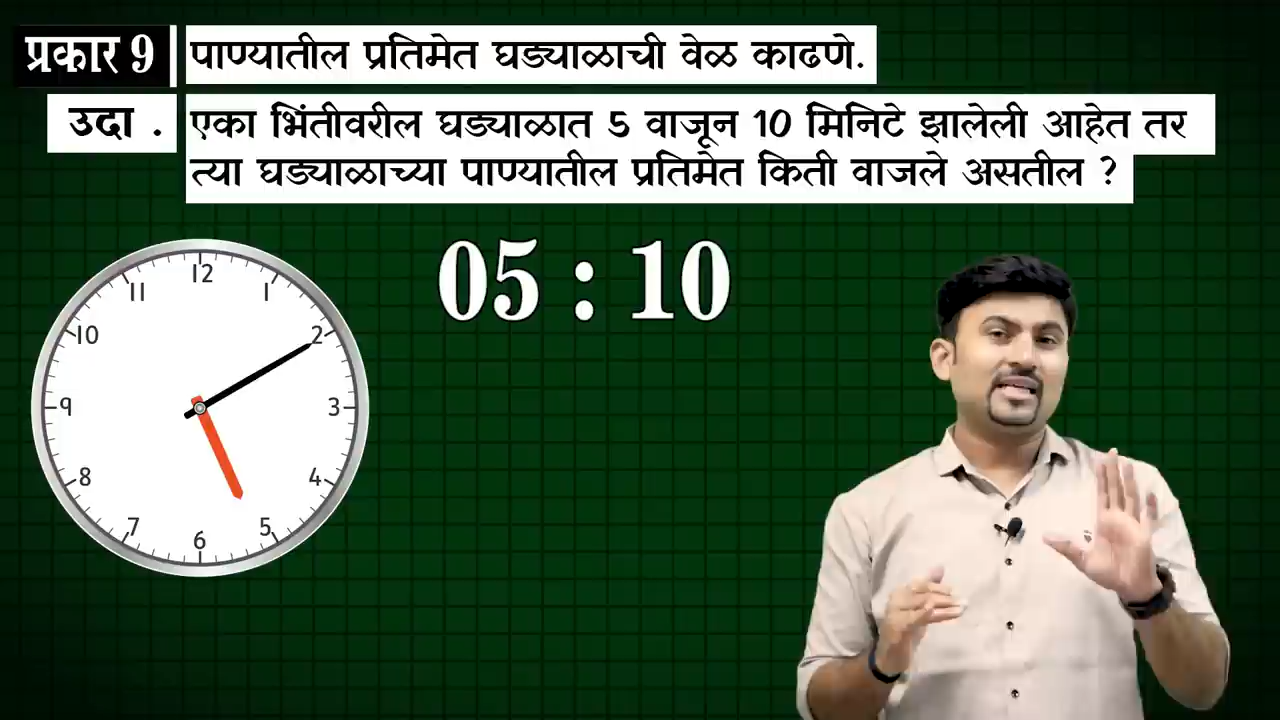 प्रकार 9
पाण्यातील प्रतिमेत घड्याळाची वेळ काढणे.
उदा .
एका भिंतीवरील घड्याळात 5 वाजून 10 मिनिटे झालेली आहेत तर
त्या घड्याळाच्या पाण्यातील प्रतिमेत किती वाजले असतील ?
05 : 10
12
11
1
10
2
9
3
8
4
7
5
6